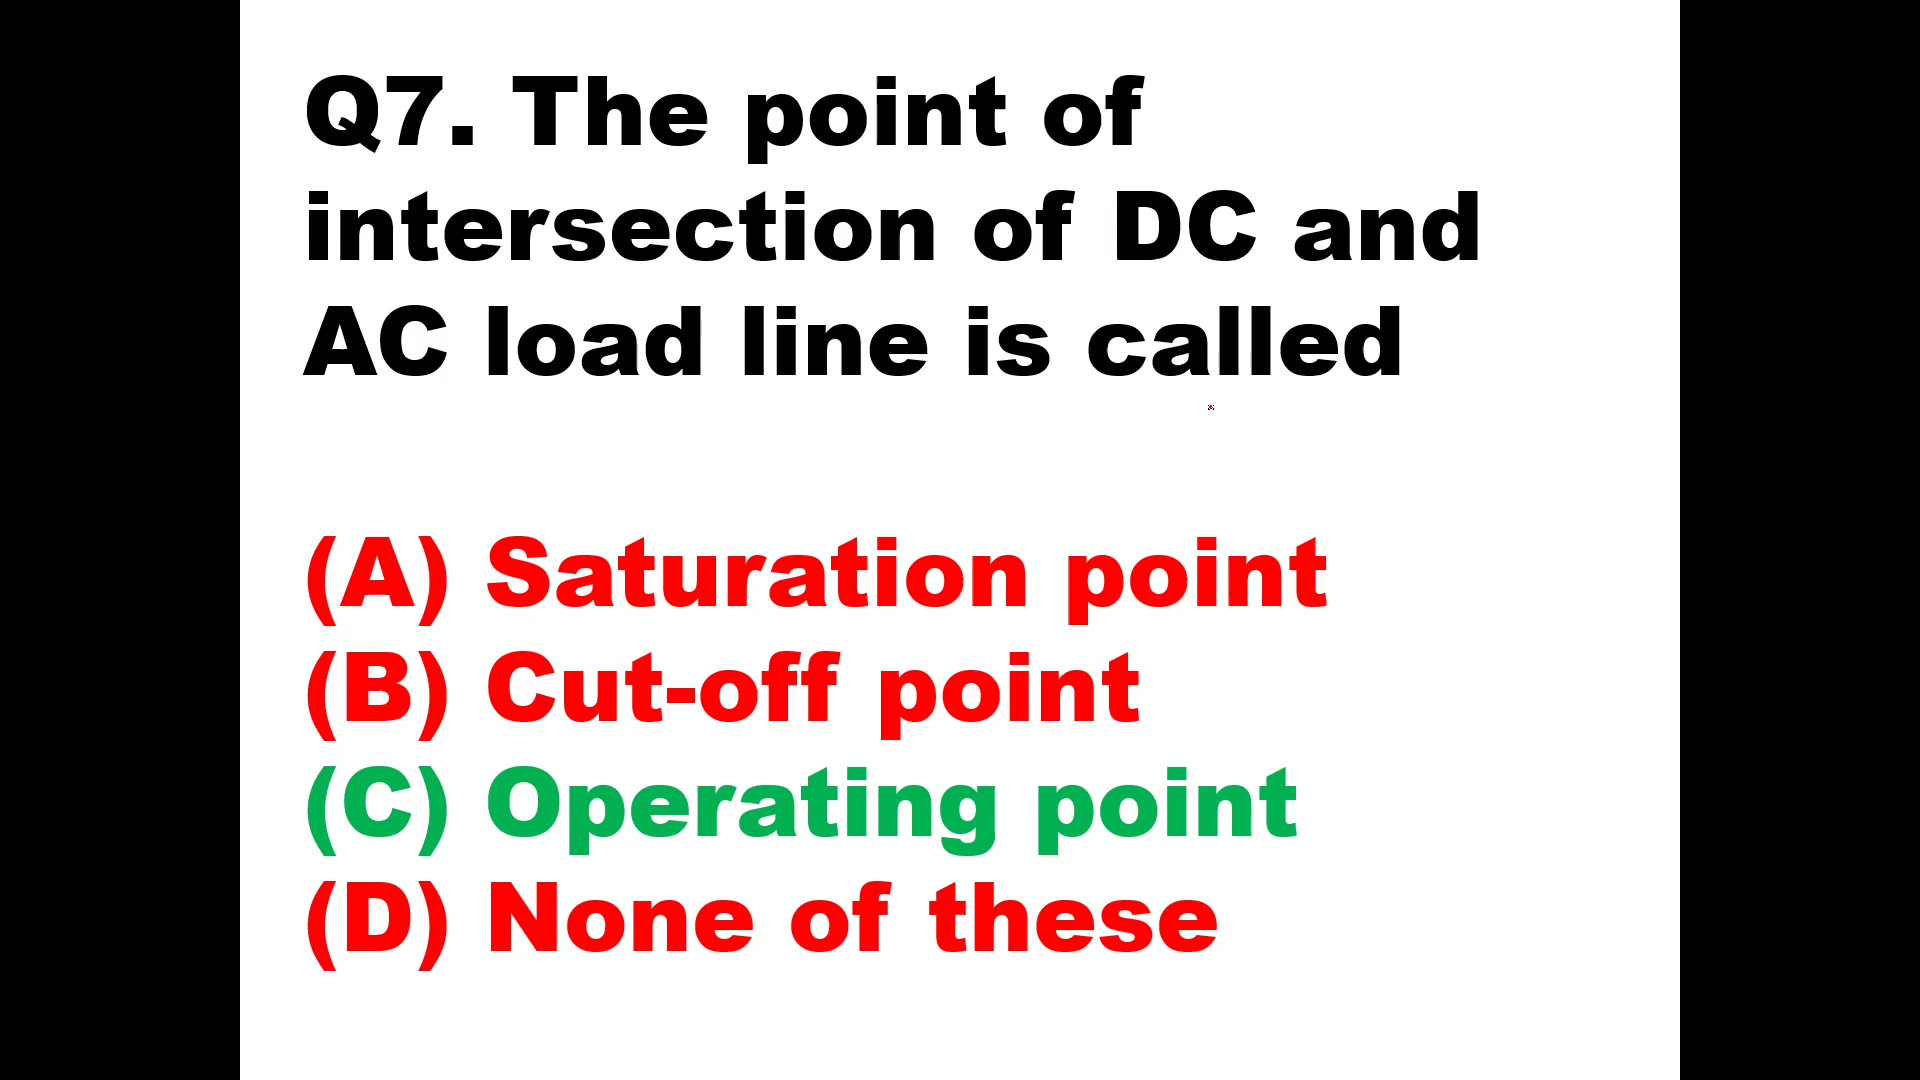 Q7. The point of
intersection of DC and
AC load line is called
(A) Saturation point
(B) Cut-off point
(C) Operating point
(D) None of these